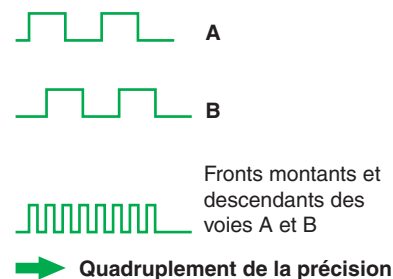 A
B
Fronts montants et
descendants des
voies A et B
Quadruplement de la précision